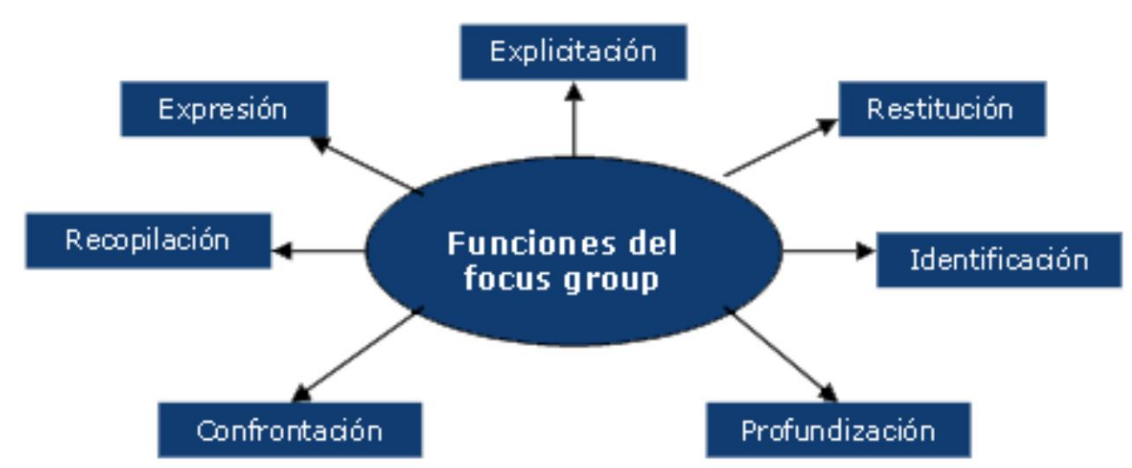 Explicitación
Expresión
Restitución
Recopilación
Funciones del
focus group
Identificación
Confrontación
Profundización